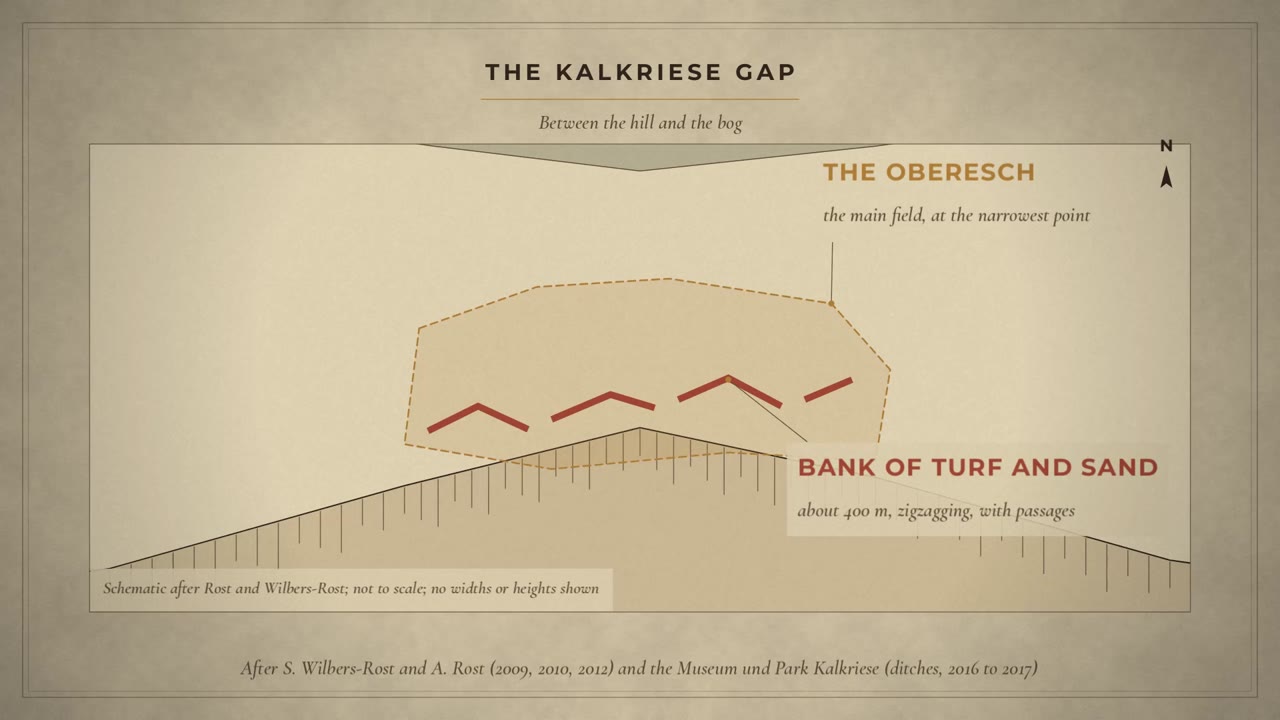 THE KALKRIESE GAP
Between the hill and the bog
N
THE OBERESCH
the main field, at the narrowest point
BANK OF TURF AND SAND
about 400 m, zigzagging, with passages
Schematic after Rost and Wilbers-Rost; not to scale; no widths or heights shown
After S. Wilbers-Rost and A. Rost (2009, 2010, 2012) and the Museum und Park Kalkriese (ditches, 2016 to 2017)